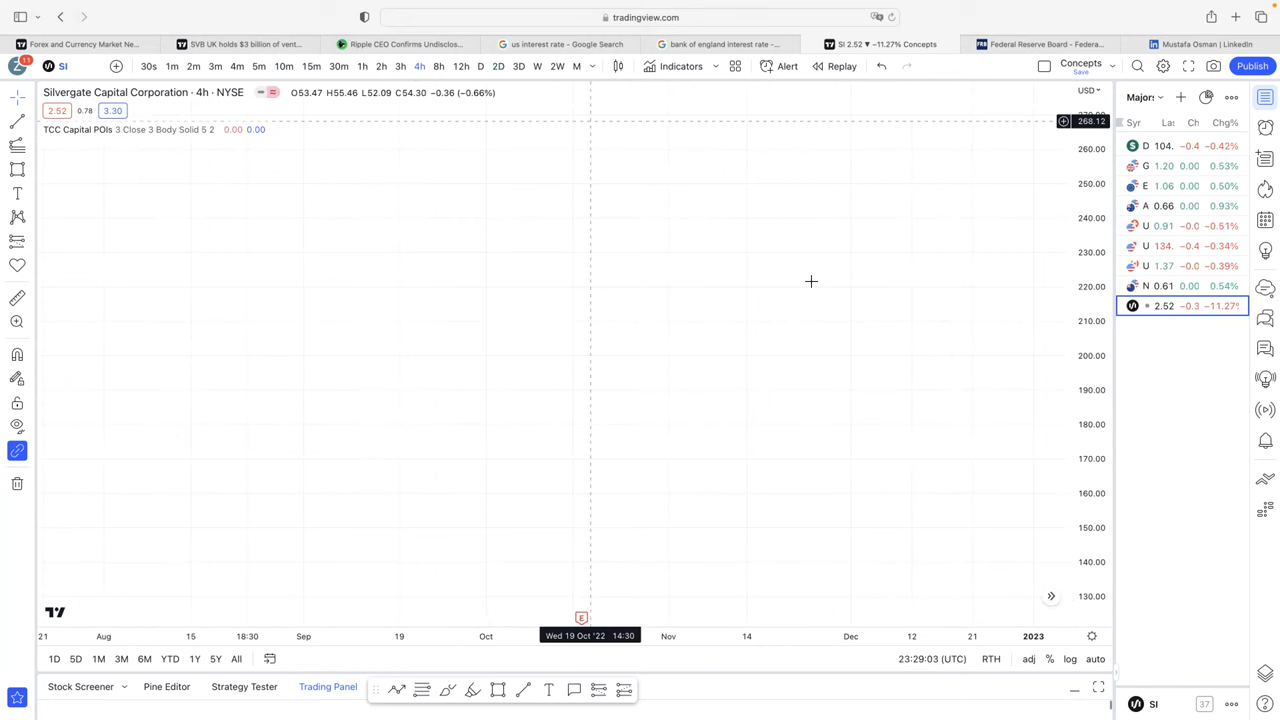 tradingview.com
Forex and Currency Market Ne...
SVB UK holds $3 billion of vent...
Ripple CEO Confirms Undisclos...
us interest rate - Google Search
bank of england interest rate -...
SI 2.52 ▼ −11.27% Concepts
Federal Reserve Board - Federa...
Mustafa Osman | LinkedIn
11
SI
30s 1m 2m 3m 4m 5m 10m 15m 30m 1h 2h 3h 4h 8h 12h D 2D 3D W 2W M
Indicators
Alert
Replay
Concepts
Save
Publish
Silvergate Capital Corporation · 4h · NYSE
O53.47 H55.46 L52.09 C54.30 −0.36 (−0.66%)
USD
2.52 0.78 3.30
TCC Capital POIs 3 Close 3 Body Solid 5 2 0.00 0.00
268.12
260.00
250.00
240.00
230.00
220.00
210.00
200.00
190.00
180.00
170.00
160.00
150.00
140.00
130.00
Majors
Syr Las Ch Chg%
D 104. −0.4 −0.42%
G 1.20 0.00 0.53%
E 1.06 0.00 0.50%
A 0.66 0.00 0.93%
U 0.91 −0.0 −0.51%
U 134. −0.4 −0.34%
U 1.37 −0.0 −0.39%
N 0.61 0.00 0.54%
2.52 −0.3 −11.27%
E
21 Aug 15 18:30 Sep 19 Oct Wed 19 Oct '22 14:30 Nov 14 Dec 12 21 2023
1D 5D 1M 3M 6M YTD 1Y 5Y All
23:29:03 (UTC) RTH adj % log auto
Stock Screener Pine Editor Strategy Tester Trading Panel
SI 37